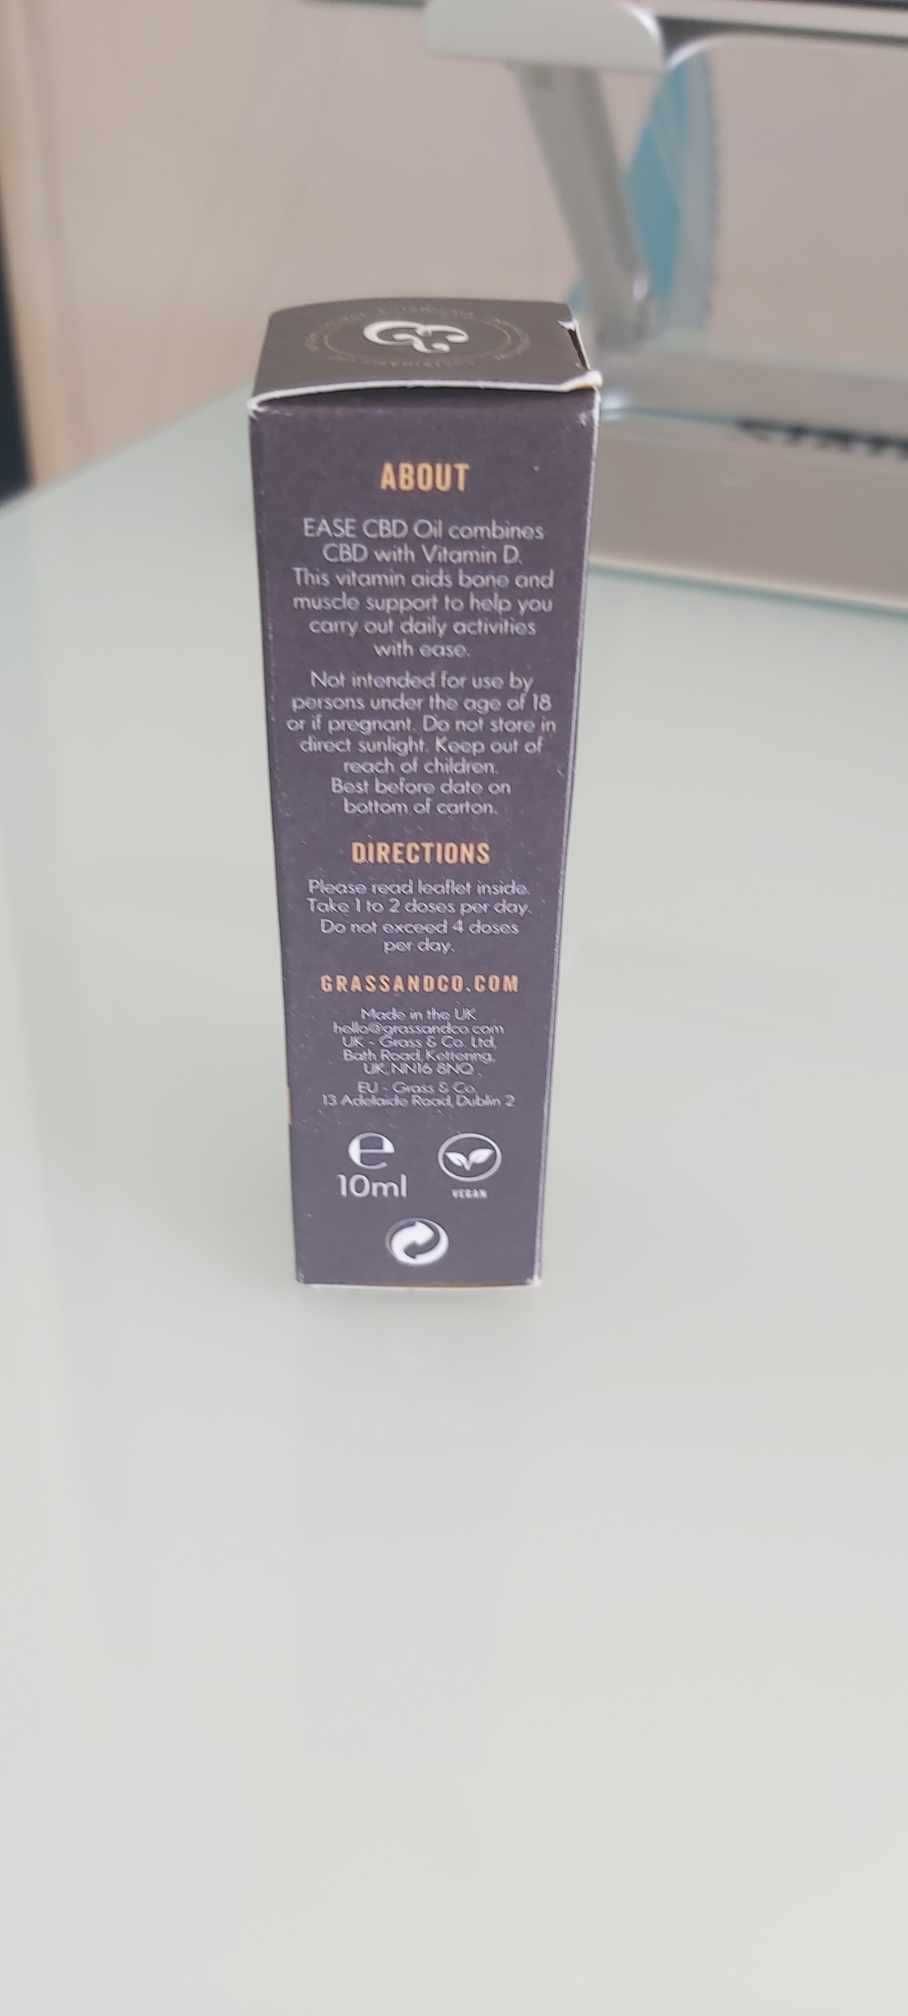 ABOUT
EASE CBD Oil combines
CBD with Vitamin D.
This vitamin aids bone and
muscle support to help you
carry out daily activities
with ease.
Not intended for use by
persons under the age of 18
or if pregnant. Do not store in
direct sunlight. Keep out of
reach of children.
Best before date on
bottom of carton.
DIRECTIONS
Please read leaflet inside.
Take 1 to 2 doses per day.
Do not exceed 4 doses
per day.
GRASSANDCO.COM
Made in the UK
hello@grassandco.com
UK - Grass & Co. Ltd,
Bath Road, Kettering,
UK, NN16 8NQ
EU - Grass & Co.
13 Adelaide Road, Dublin 2
e
10ml
VEGAN